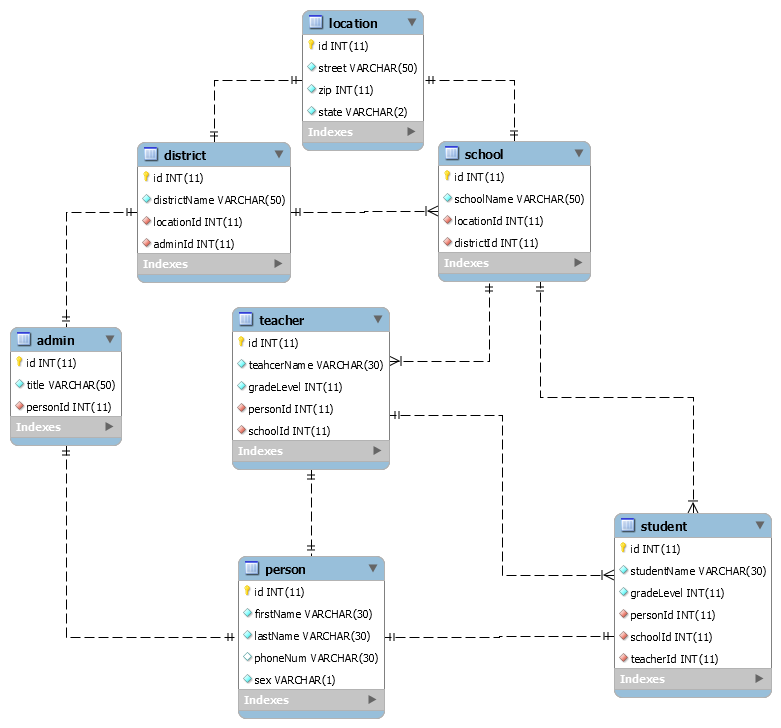 location
id INT(11)
street VARCHAR(50)
zip INT(11)
state VARCHAR(2)
Indexes
district
id INT(11)
districtName VARCHAR(50)
locationId INT(11)
adminId INT(11)
Indexes
school
id INT(11)
schoolName VARCHAR(50)
locationId INT(11)
districtId INT(11)
Indexes
admin
id INT(11)
title VARCHAR(50)
personId INT(11)
Indexes
teacher
id INT(11)
teahcerName VARCHAR(30)
gradeLevel INT(11)
personId INT(11)
schoolId INT(11)
Indexes
person
id INT(11)
firstName VARCHAR(30)
lastName VARCHAR(30)
phoneNum VARCHAR(30)
sex VARCHAR(1)
Indexes
student
id INT(11)
studentName VARCHAR(30)
gradeLevel INT(11)
personId INT(11)
schoolId INT(11)
teacherId INT(11)
Indexes